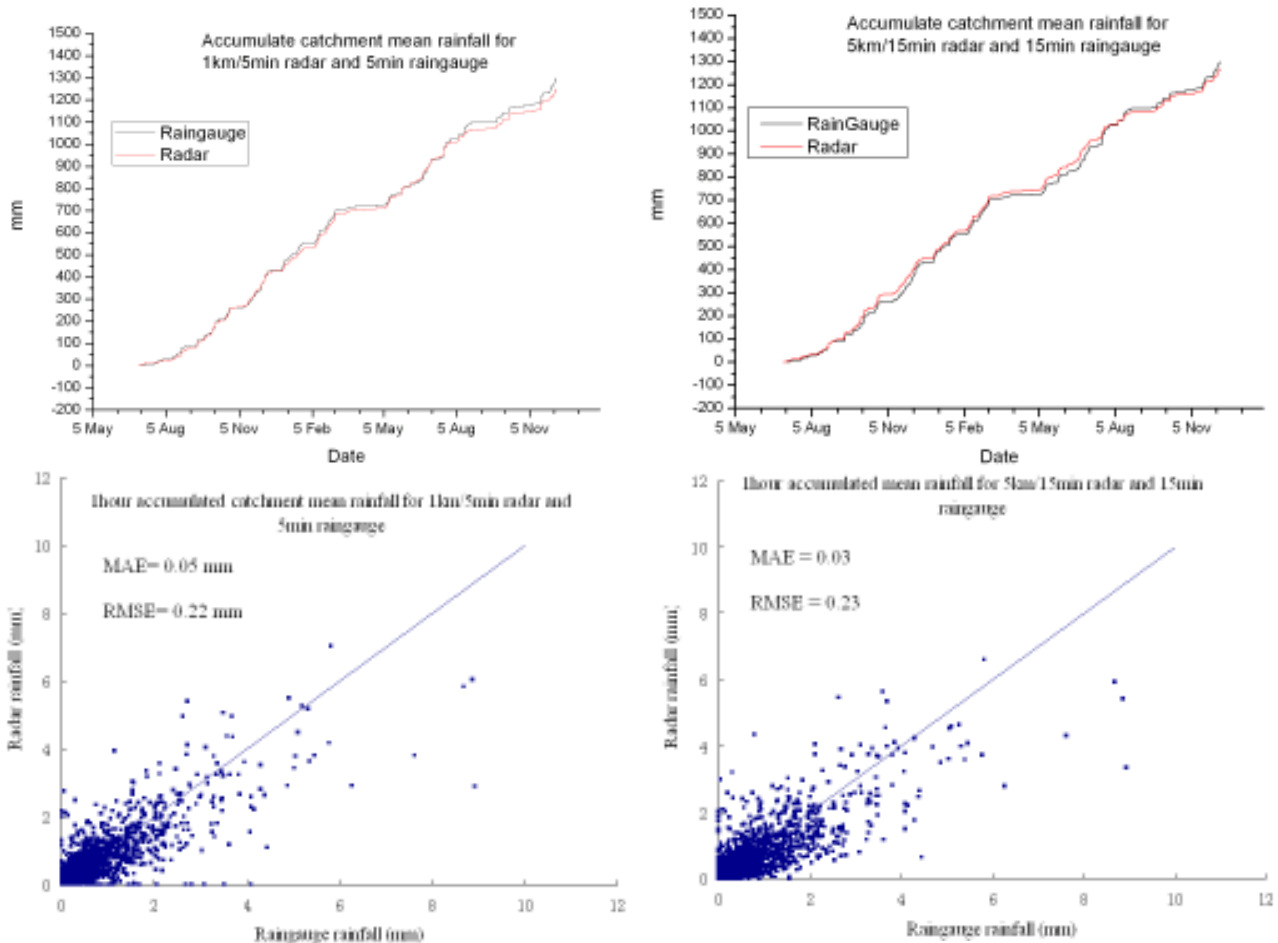 Accumulate catchment mean rainfall for
1km/5min radar and 5min raingauge
1500
1400
1300
1200
1100
1000
900
800
700
600
500
400
300
200
100
0
-100
-200
mm
Raingauge
Radar
5 May
5 Aug
5 Nov
5 Feb
5 May
5 Aug
5 Nov
Date
Accumulate catchment mean rainfall for
5km/15min radar and 15min raingauge
1500
1400
1300
1200
1100
1000
900
800
700
600
500
400
300
200
100
0
-100
-200
mm
RainGauge
Radar
5 May
5 Aug
5 Nov
5 Feb
5 May
5 Aug
5 Nov
Date
1hour accumulated catchment mean rainfall for 1km/5min radar and
5min raingauge
MAE= 0.05 mm
RMSE= 0.22 mm
12
10
8
6
4
2
0
Radar rainfall (mm)
0
2
4
6
8
10
12
Raingauge rainfall (mm)
1hour accumulated mean rainfall for 5km/15min radar and 15min
raingauge
MAE = 0.03
RMSE = 0.23
12
10
8
6
4
2
0
Radar rainfall (mm)
0
2
4
6
8
10
12
Raingauge rainfall (mm)